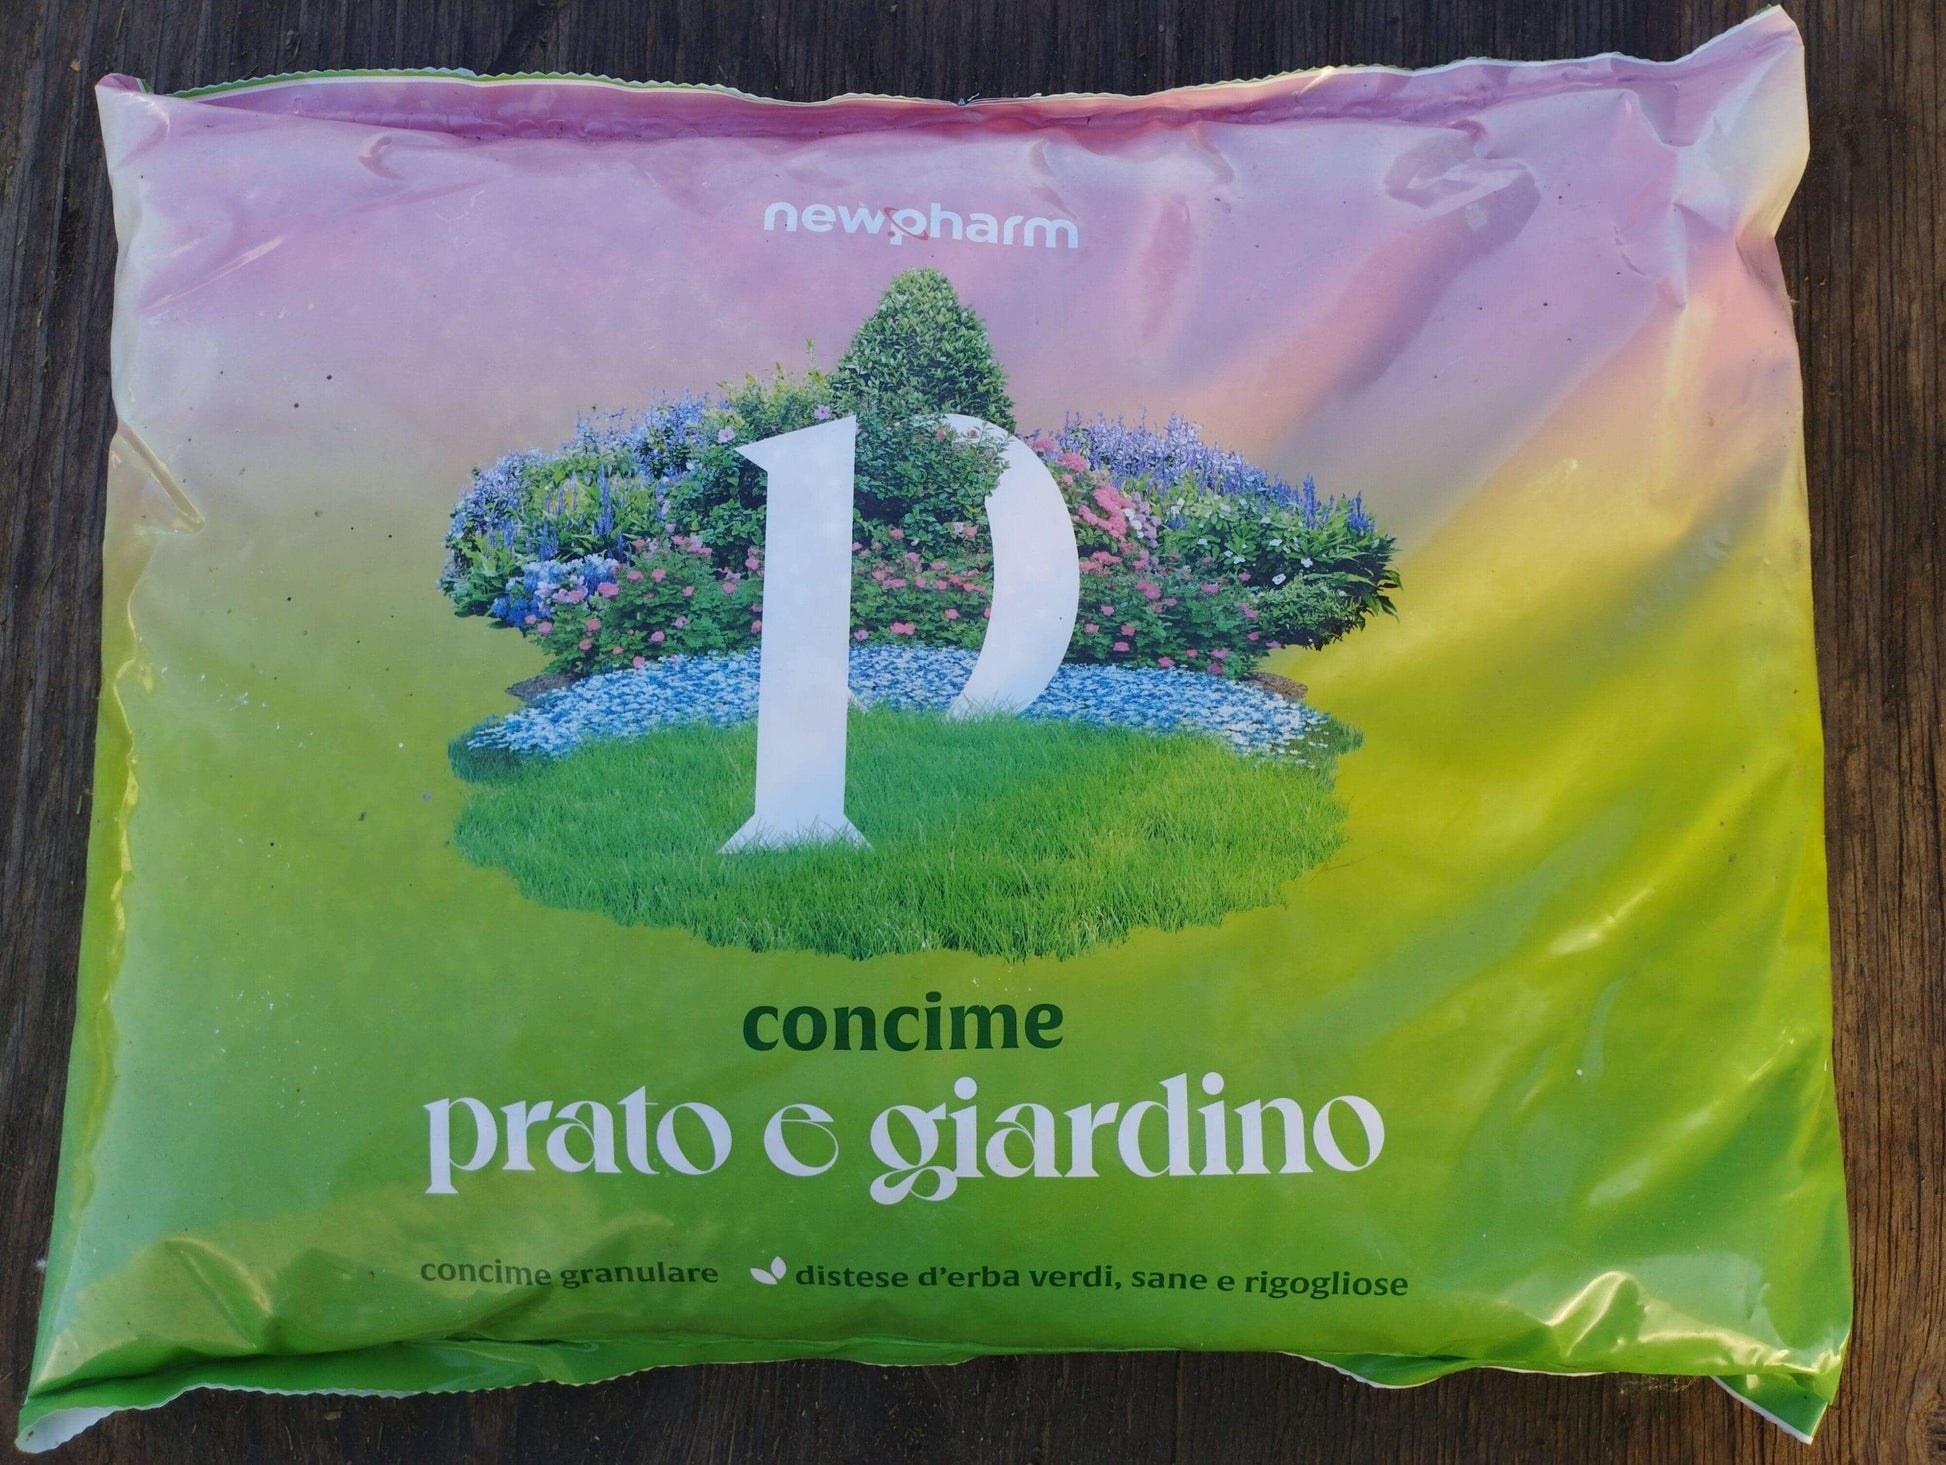 newpharm
p
concime
prato e giardino
concime granulare distese d'erba verdi, sane e rigogliose